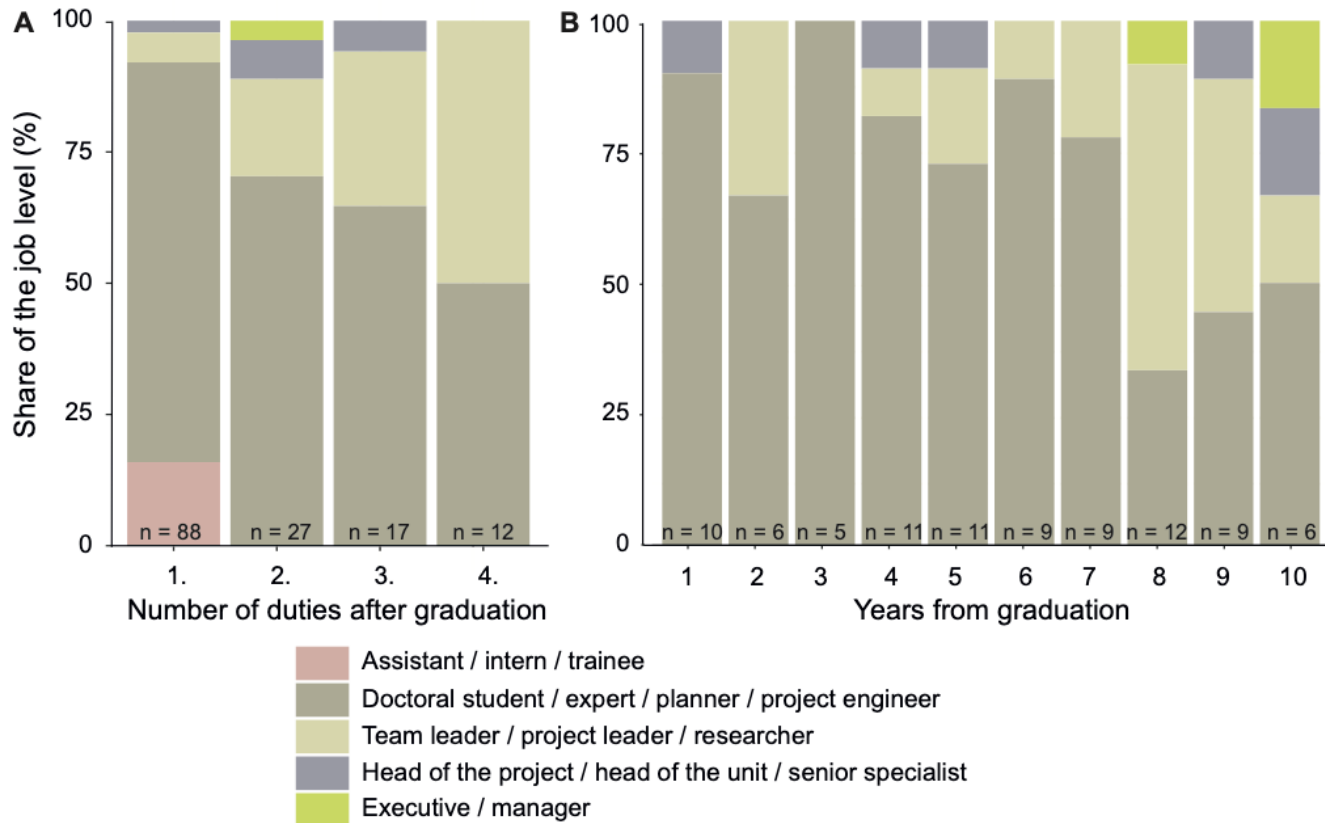 A
B
Share of the job level (%)
100
75
50
25
0
n = 88
n = 27
n = 17
n = 12
1.
2.
3.
4.
Number of duties after graduation
100
75
50
25
0
n = 10
n = 6
n = 5
n = 11
n = 11
n = 9
n = 9
n = 12
n = 9
n = 6
1
2
3
4
5
6
7
8
9
10
Years from graduation
Assistant / intern / trainee
Doctoral student / expert / planner / project engineer
Team leader / project leader / researcher
Head of the project / head of the unit / senior specialist
Executive / manager